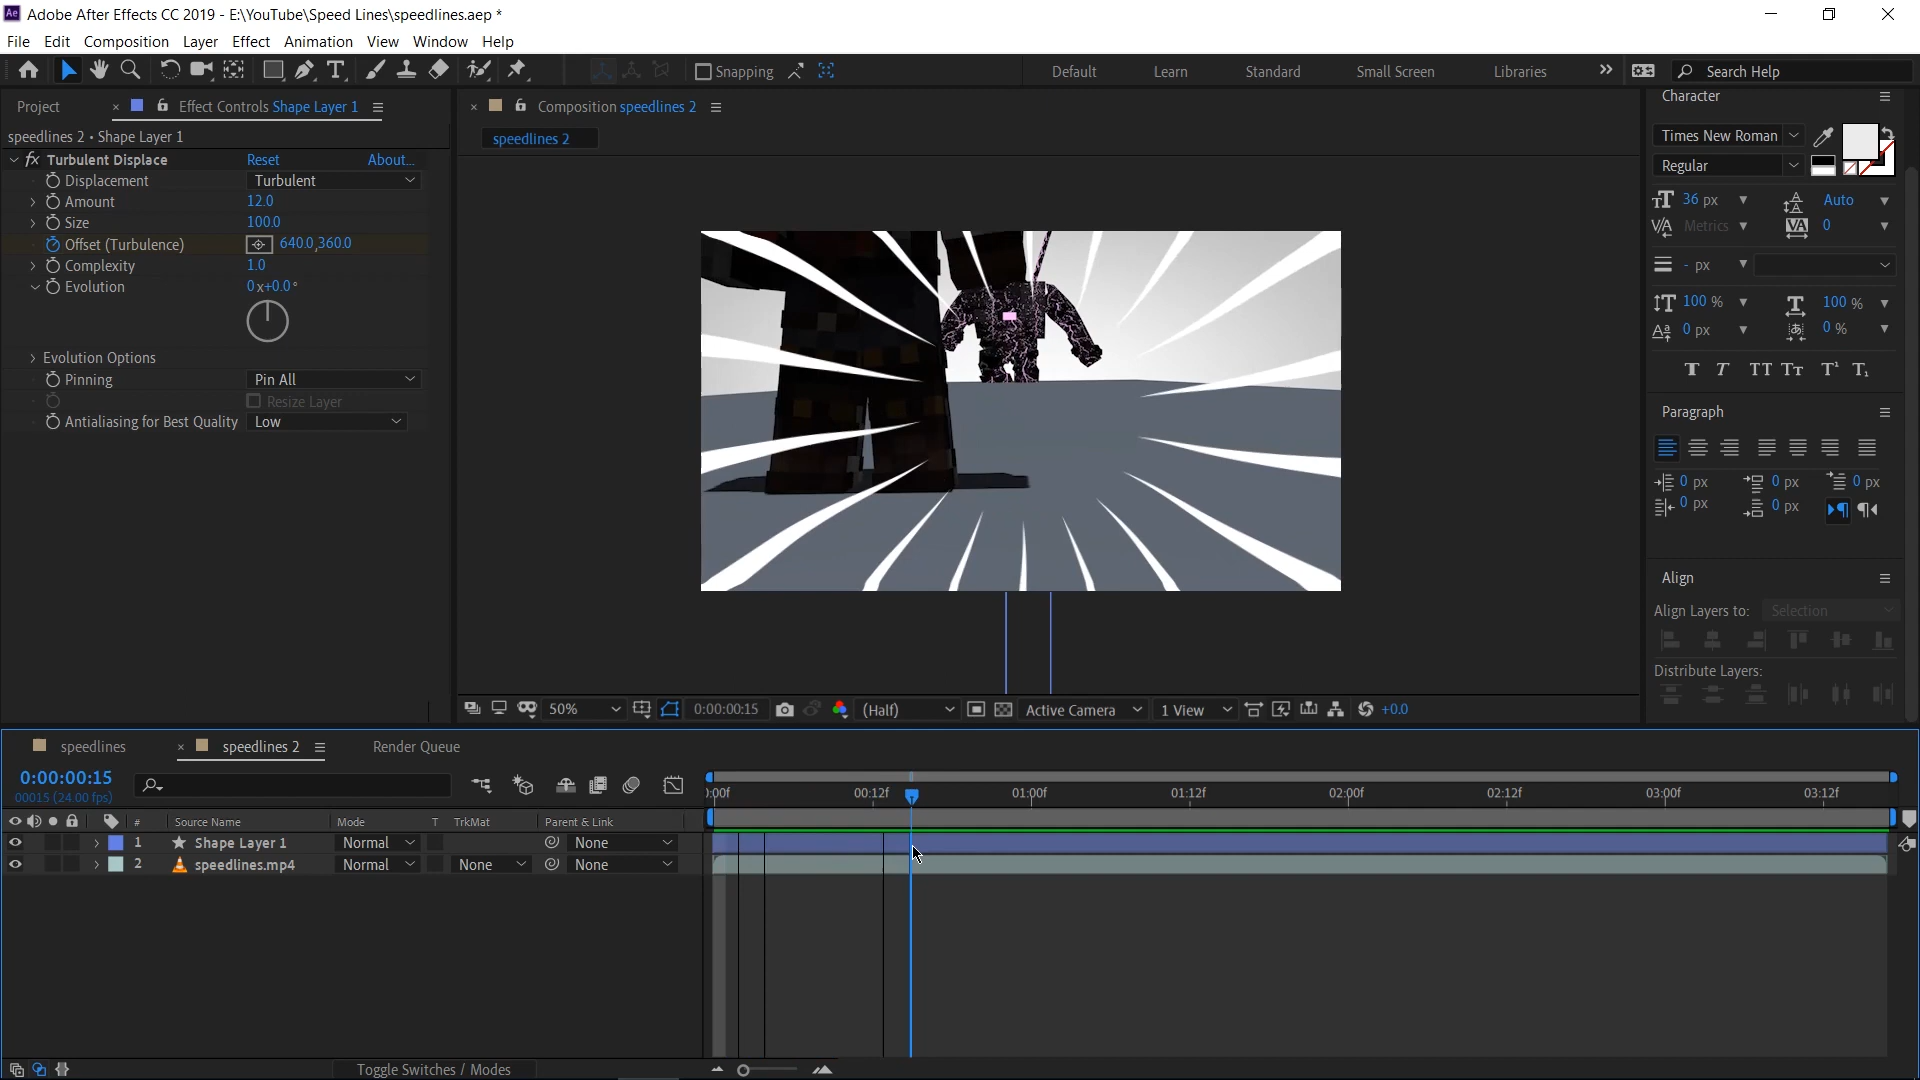 Ae Adobe After Effects CC 2019 - E:\YouTube\Speed Lines\speedlines.aep *
File Edit Composition Layer Effect Animation View Window Help
Snapping Default Learn Standard Small Screen Libraries Search Help
Project Effect Controls Shape Layer 1
speedlines 2 • Shape Layer 1
fx Turbulent Displace Reset About...
Displacement Turbulent
Amount 12.0
Size 100.0
Offset (Turbulence) 640.0,360.0
Complexity 1.0
Evolution 0x+0.0°
Evolution Options
Pinning Pin All
Resize Layer
Antialiasing for Best Quality Low
Composition speedlines 2
speedlines 2
50% 0:00:00:15 (Half) Active Camera 1 View +0.0
Character
Times New Roman
Regular
36 px Auto
Metrics 0
- px
100 % 100 %
0 px 0 %
T T TT Tт T¹ T₁
Paragraph
0 px 0 px 0 px
0 px 0 px
Align
Align Layers to: Selection
Distribute Layers:
speedlines speedlines 2 Render Queue
0:00:00:15
00015 (24.00 fps)
):00f 00:12f 01:00f 01:12f 02:00f 02:12f 03:00f 03:12f
# Source Name Mode T TrkMat Parent & Link
1 Shape Layer 1 Normal None
2 speedlines.mp4 Normal None None
Toggle Switches / Modes